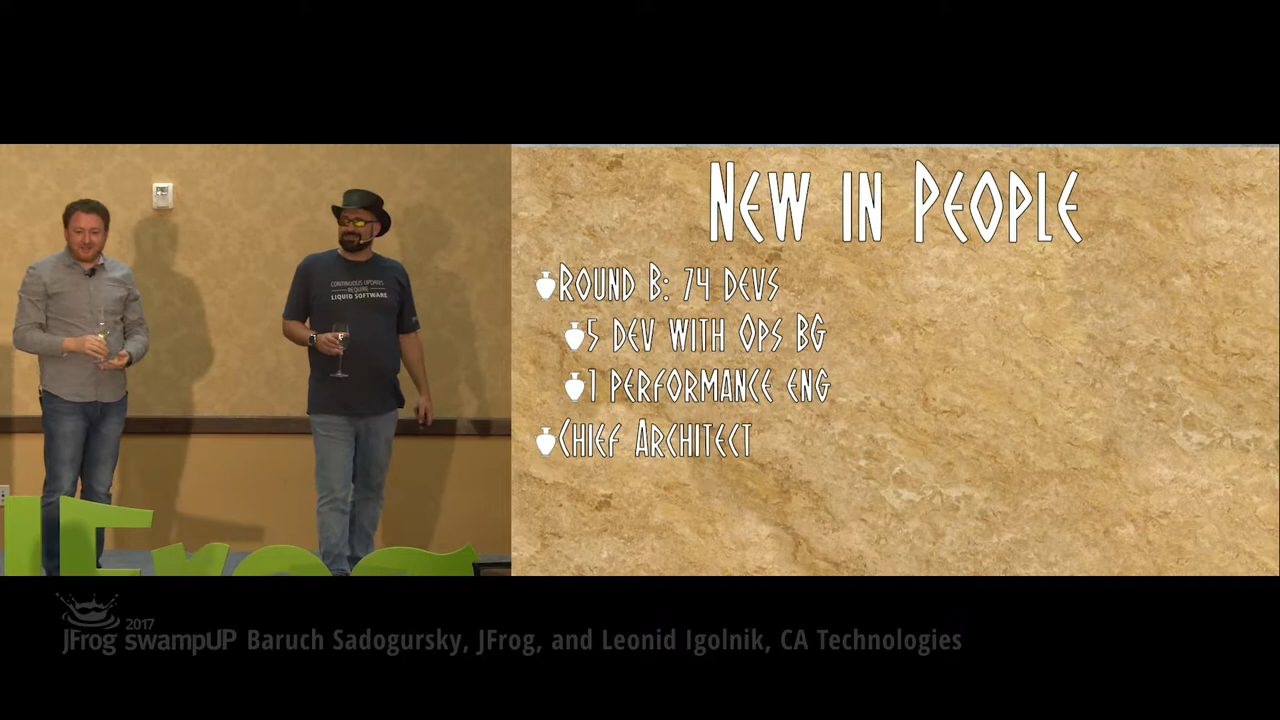 New in People
Round B: 74 devs
5 dev with Ops BG
1 performance eng
Chief Architect
CONTINUOUS UPDATES
REQUIRE
LIQUID SOFTWARE
Frog
2017
JFrog swampUP Baruch Sadogursky, JFrog, and Leonid Igolnik, CA Technologies